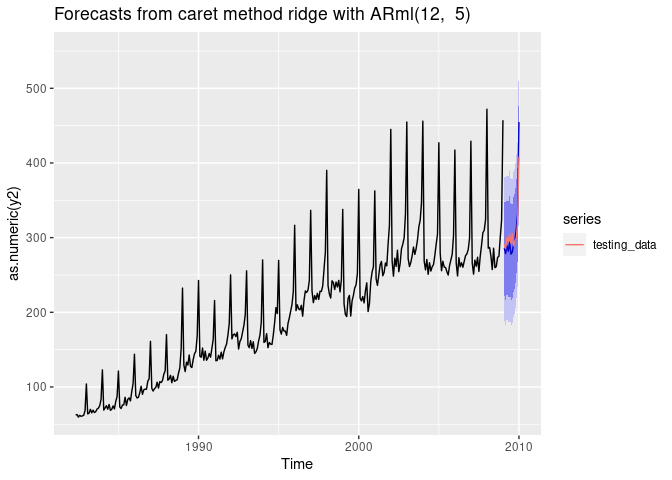 Forecasts from caret method ridge with ARml(12,  5)
500
400
300
200
100
as.numeric(y2)
1990
2000
2010
Time
series
testing_data